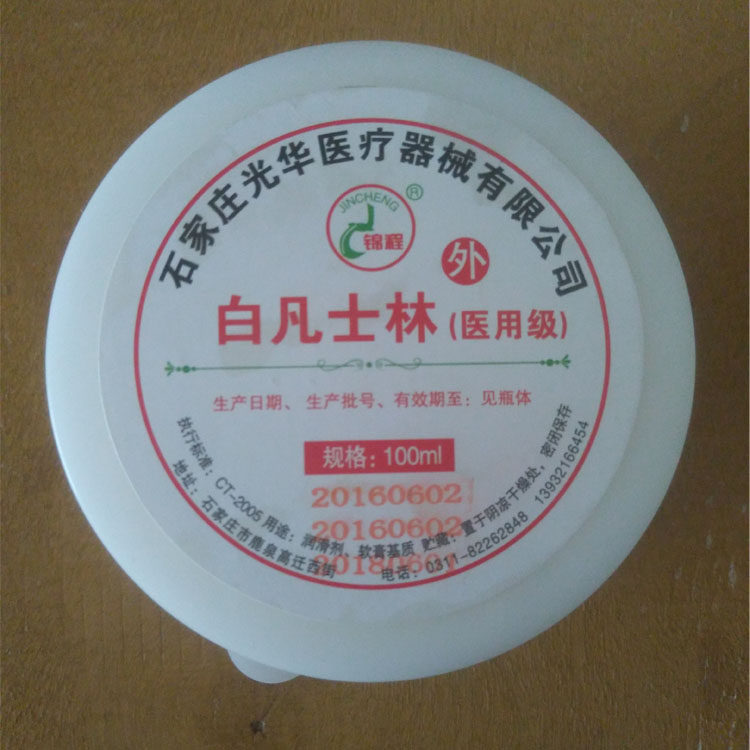 石家庄光华医疗器械有限公司
JINCHENG
®
锦程
外
白凡士林(医用级)
生产日期、生产批号、有效期至：见瓶体
规格：100ml
20160602
20160602
20180601
执行标准：CT-2005 用途：润滑剂、软膏基质 贮藏：置于阴凉干燥处，密闭保存
地址：石家庄市鹿泉高迁西街 电话：0311-82262848 13932166454